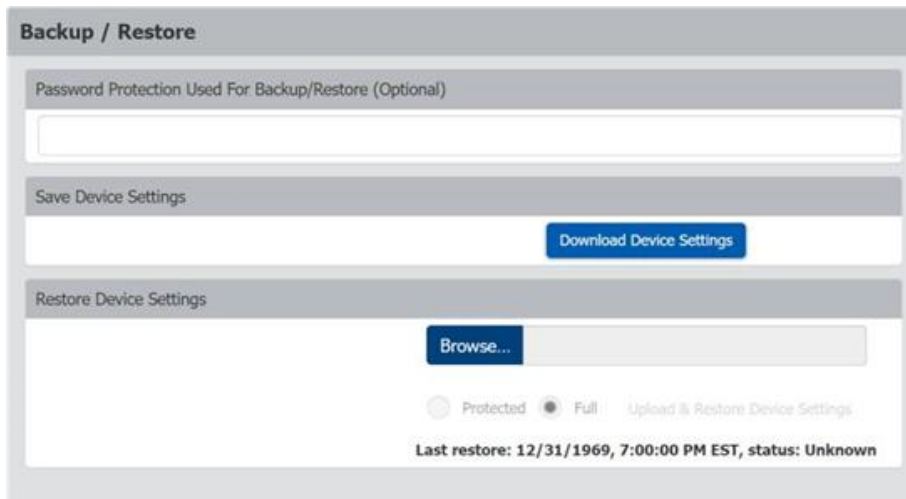 Backup / Restore
Password Protection Used For Backup/Restore (Optional)
Save Device Settings
Download Device Settings
Restore Device Settings
Browse...
Protected Full Upload & Restore Device Settings
Last restore: 12/31/1969, 7:00:00 PM EST, status: Unknown